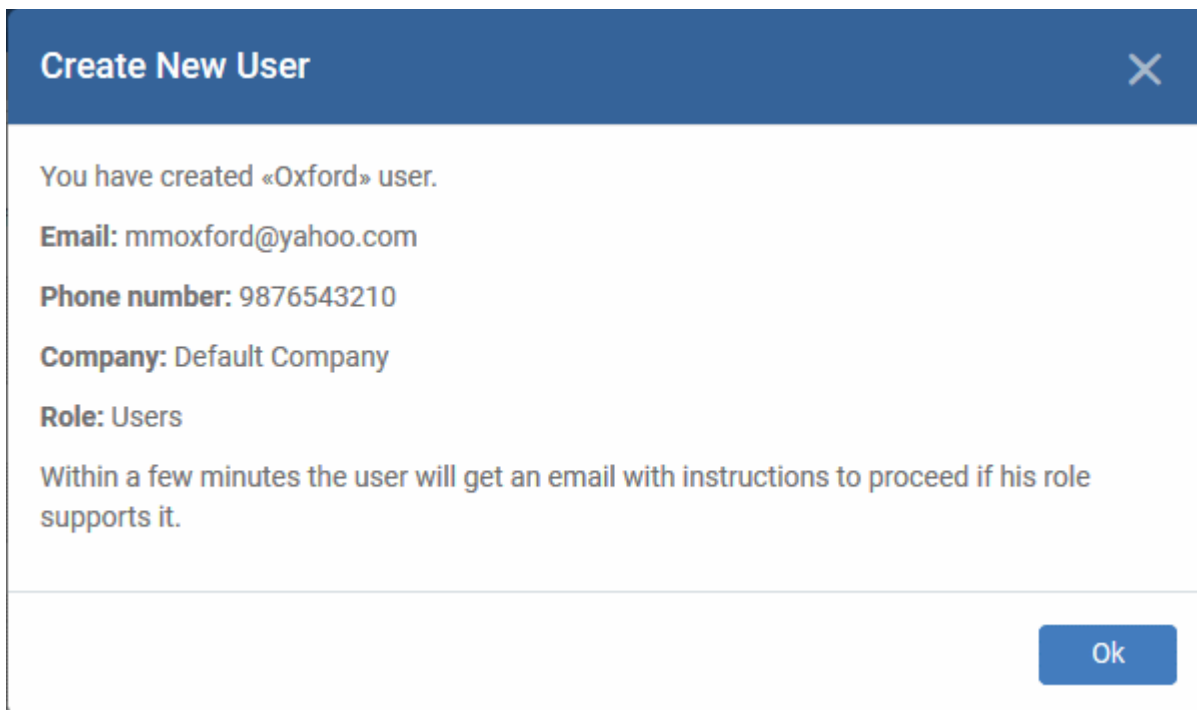 Create New User
You have created «Oxford» user.
Email: mmoxford@yahoo.com
Phone number: 9876543210
Company: Default Company
Role: Users
Within a few minutes the user will get an email with instructions to proceed if his role
supports it.
Ok